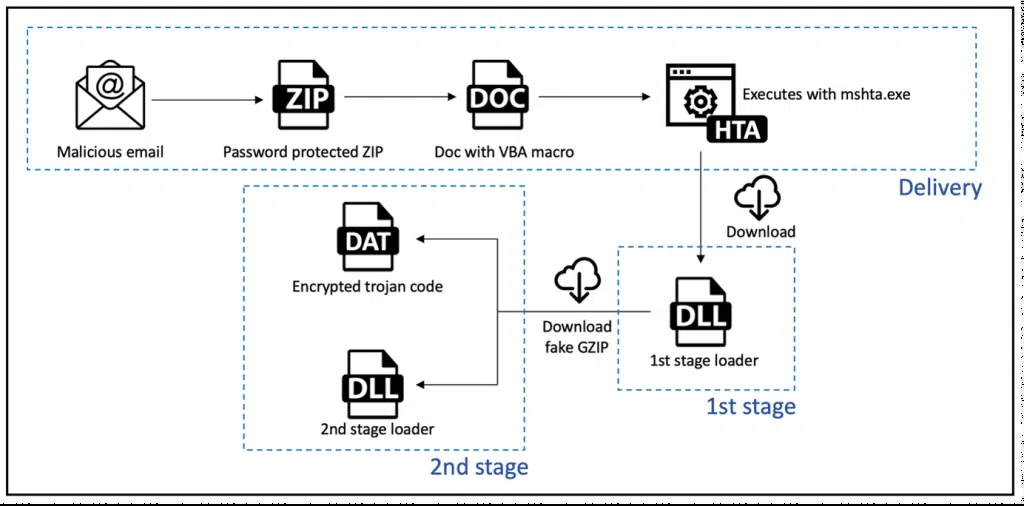 @
ZIP
DOC
HTA
Executes with mshta.exe
Malicious email
Password protected ZIP
Doc with VBA macro
Delivery
Download
DAT
Encrypted trojan code
Download
fake GZIP
DLL
1st stage loader
1st stage
DLL
2nd stage loader
2nd stage